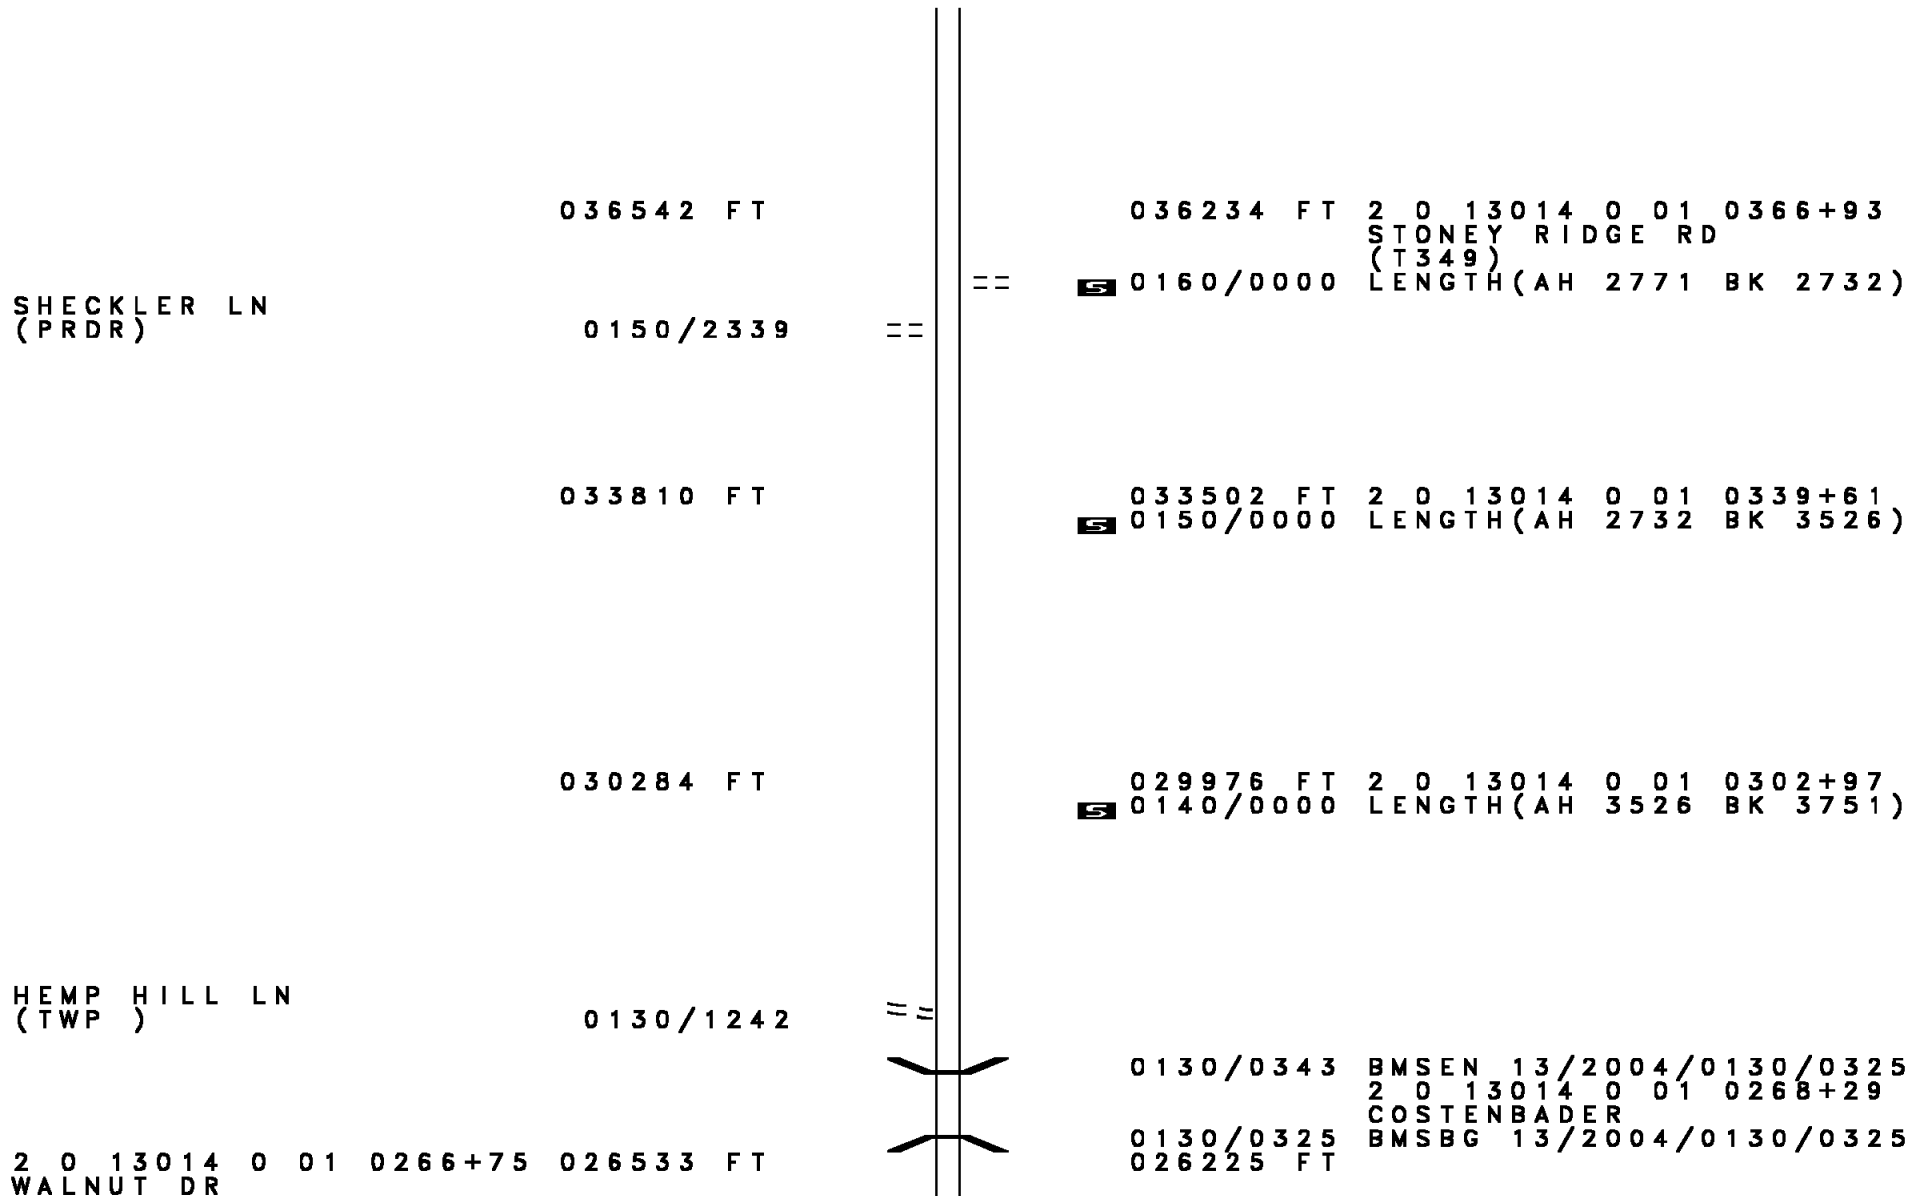 036542 FT 036234 FT 2 0 13014 0 01 0366+93
STONEY RIDGE RD
(T349)
S 0160/0000 LENGTH(AH 2771 BK 2732)
SHECKLER LN
(PRDR) 0150/2339
033810 FT 033502 FT 2 0 13014 0 01 0339+61
S 0150/0000 LENGTH(AH 2732 BK 3526)
030284 FT 029976 FT 2 0 13014 0 01 0302+97
S 0140/0000 LENGTH(AH 3526 BK 3751)
HEMP HILL LN
(TWP ) 0130/1242
0130/0343 BMSEN 13/2004/0130/0325
2 0 13014 0 01 0268+29
COSTENBADER
0130/0325 BMSBG 13/2004/0130/0325
2 0 13014 0 01 0266+75 026533 FT 026225 FT
WALNUT DR